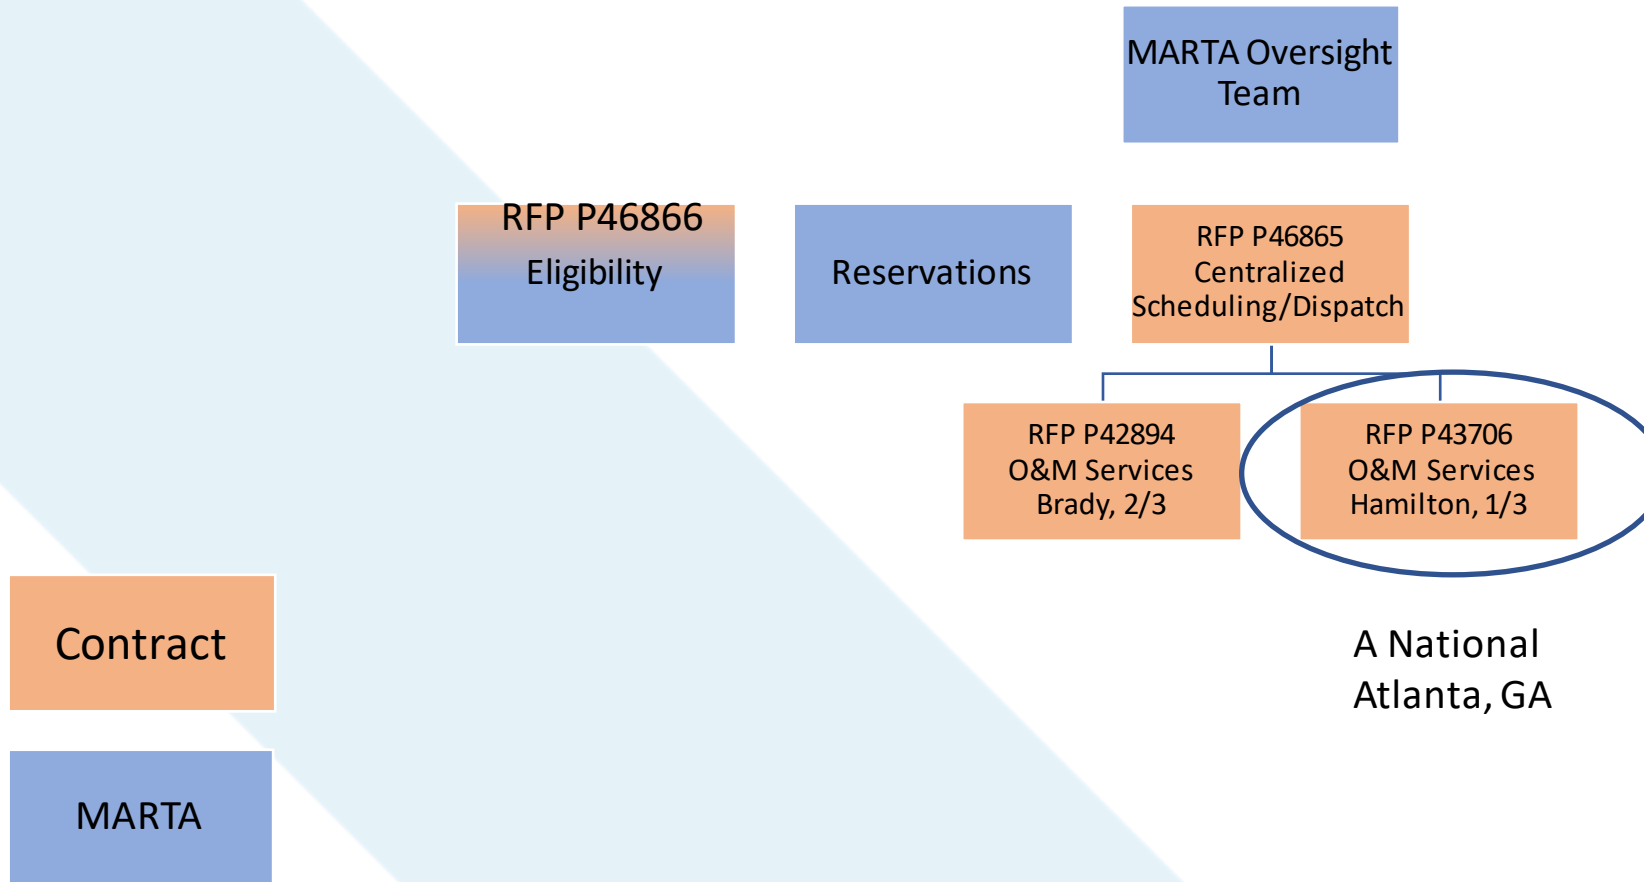 MARTA Oversight
Team
RFP P46866
Eligibility
Reservations
RFP P46865
Centralized
Scheduling/Dispatch
RFP P42894
O&M Services
Brady, 2/3
RFP P43706
O&M Services
Hamilton, 1/3
Contract
A National
Atlanta, GA
MARTA